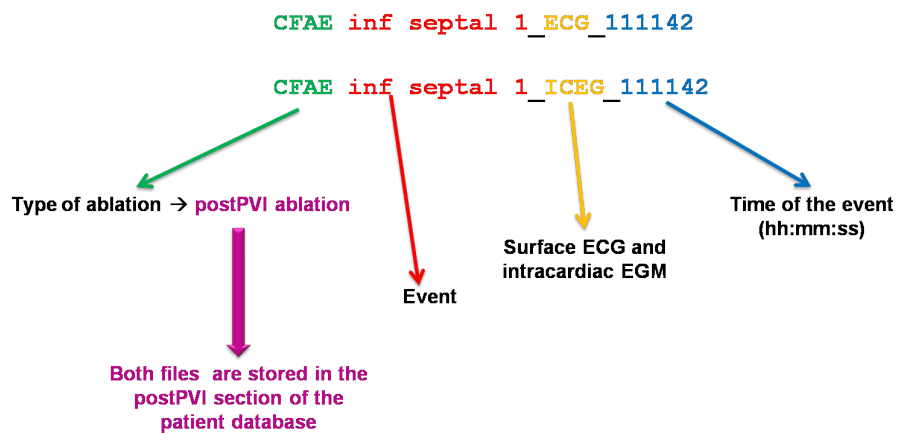 CFAE inf septal 1_ECG_111142
CFAE inf septal 1_ICEG_111142
Type of ablation → postPVI ablation
Time of the event
(hh:mm:ss)
Surface ECG and
intracardiac EGM
Event
Both files are stored in the
postPVI section of the
patient database